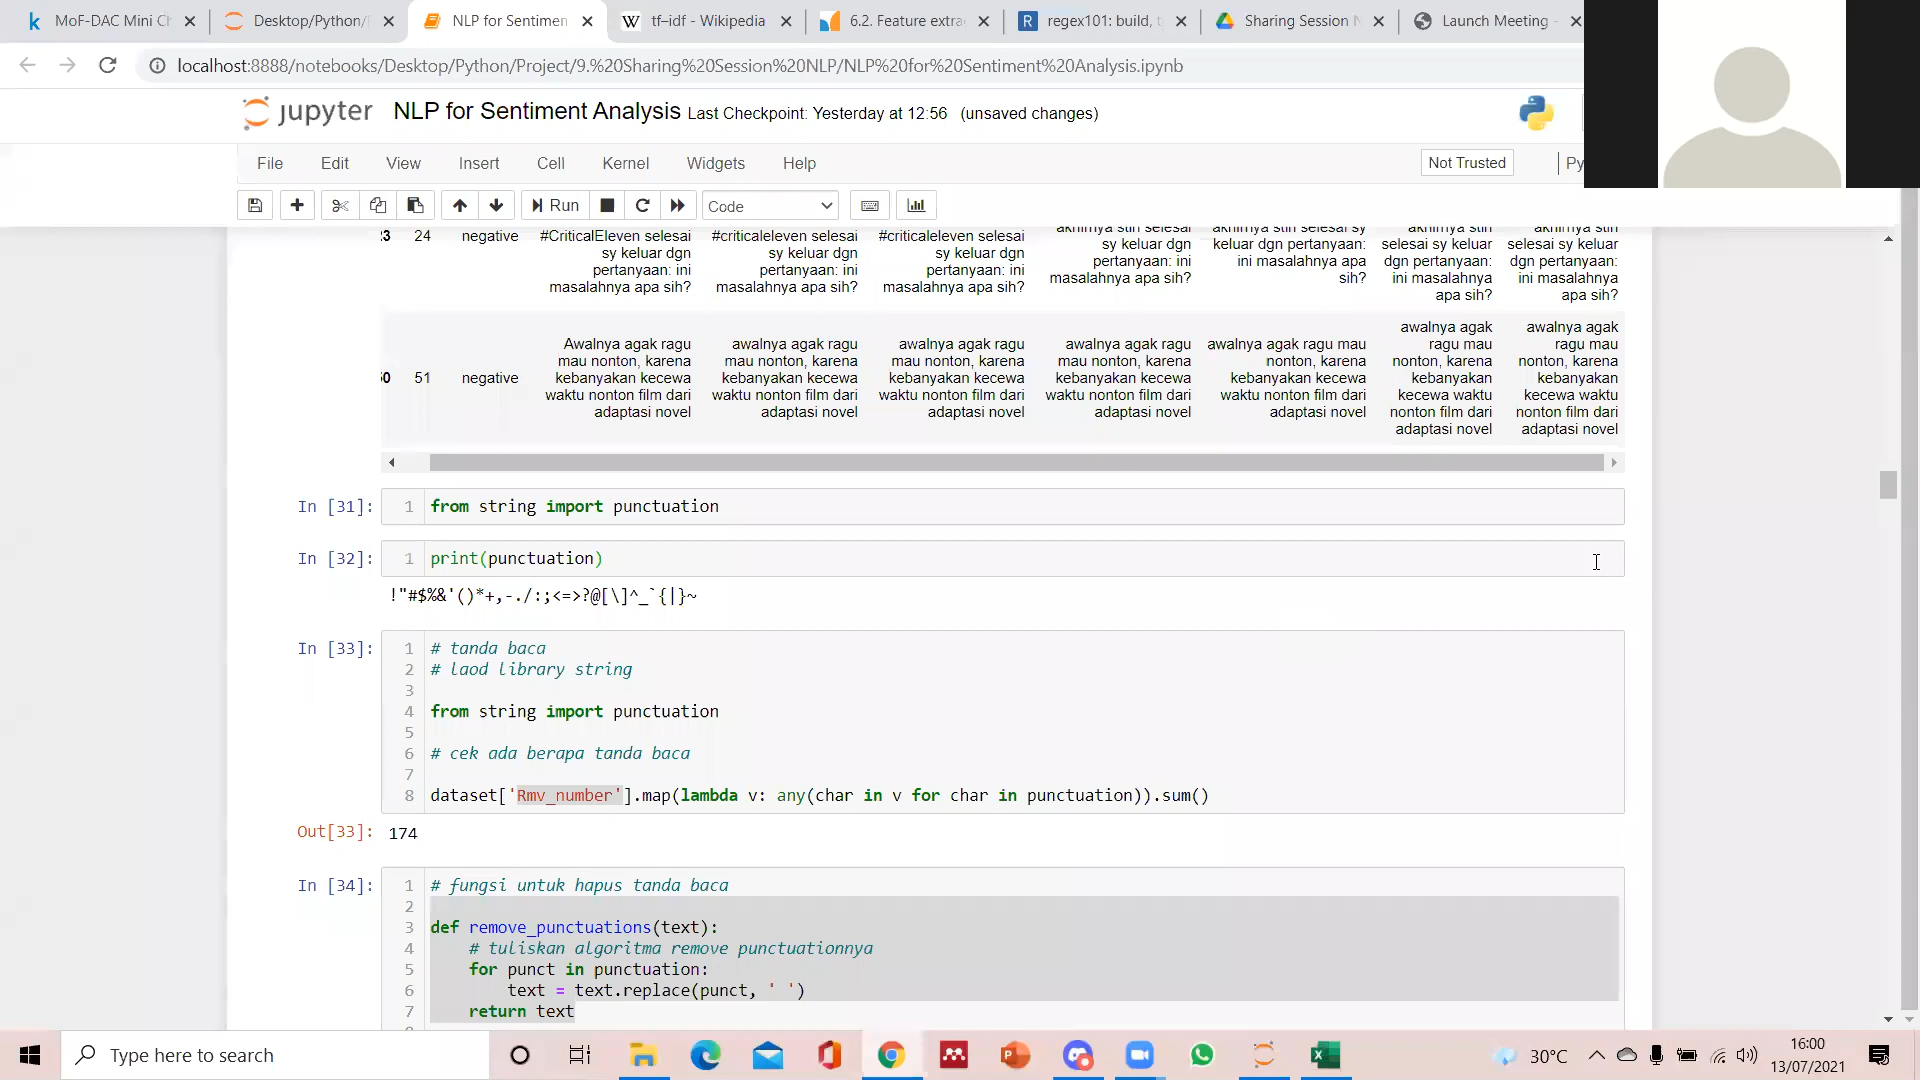 MoF-DAC Mini Ch
Desktop/Python/
NLP for Sentimen
tf–idf - Wikipedia
6.2. Feature extra
regex101: build, t
Sharing Session N
Launch Meeting -
localhost:8888/notebooks/Desktop/Python/Project/9.%20Sharing%20Session%20NLP/NLP%20for%20Sentiment%20Analysis.ipynb
jupyter NLP for Sentiment Analysis Last Checkpoint: Yesterday at 12:56 (unsaved changes)
File Edit View Insert Cell Kernel Widgets Help Not Trusted Py
Run Code
23 24 negative #CriticalEleven selesai #criticaleleven selesai #criticaleleven selesai akhirnya stlh selesai akhirnya stlh selesai sy akhirnya stlh akhirnya stlh
sy keluar dgn sy keluar dgn sy keluar dgn sy keluar dgn keluar dgn pertanyaan: selesai sy keluar selesai sy keluar
pertanyaan: ini pertanyaan: ini pertanyaan: ini pertanyaan: ini ini masalahnya apa dgn pertanyaan: dgn pertanyaan:
masalahnya apa sih? masalahnya apa sih? masalahnya apa sih? masalahnya apa sih? sih? ini masalahnya ini masalahnya
apa sih? apa sih?
awalnya agak awalnya agak
Awalnya agak ragu awalnya agak ragu awalnya agak ragu awalnya agak ragu awalnya agak ragu mau ragu mau ragu mau
mau nonton, karena mau nonton, karena mau nonton, karena mau nonton, karena nonton, karena nonton, karena nonton, karena
50 51 negative kebanyakan kecewa kebanyakan kecewa kebanyakan kecewa kebanyakan kecewa kebanyakan kecewa kebanyakan kebanyakan
waktu nonton film dari waktu nonton film dari waktu nonton film dari waktu nonton film dari waktu nonton film dari kecewa waktu kecewa waktu
adaptasi novel adaptasi novel adaptasi novel adaptasi novel adaptasi novel nonton film dari nonton film dari
adaptasi novel adaptasi novel
In [31]: 1 from string import punctuation
In [32]: 1 print(punctuation)
!"#$%&'()*+,-./:;<=>?@[\]^_`{|}~
In [33]: 1 # tanda baca
2 # laod library string
3
4 from string import punctuation
5
6 # cek ada berapa tanda baca
7
8 dataset['Rmv_number'].map(lambda v: any(char in v for char in punctuation)).sum()
Out[33]: 174
In [34]: 1 # fungsi untuk hapus tanda baca
2
3 def remove_punctuations(text):
4 # tuliskan algoritma remove punctuationnya
5 for punct in punctuation:
6 text = text.replace(punct, ' ')
7 return text
Type here to search
30°C
16:00
13/07/2021